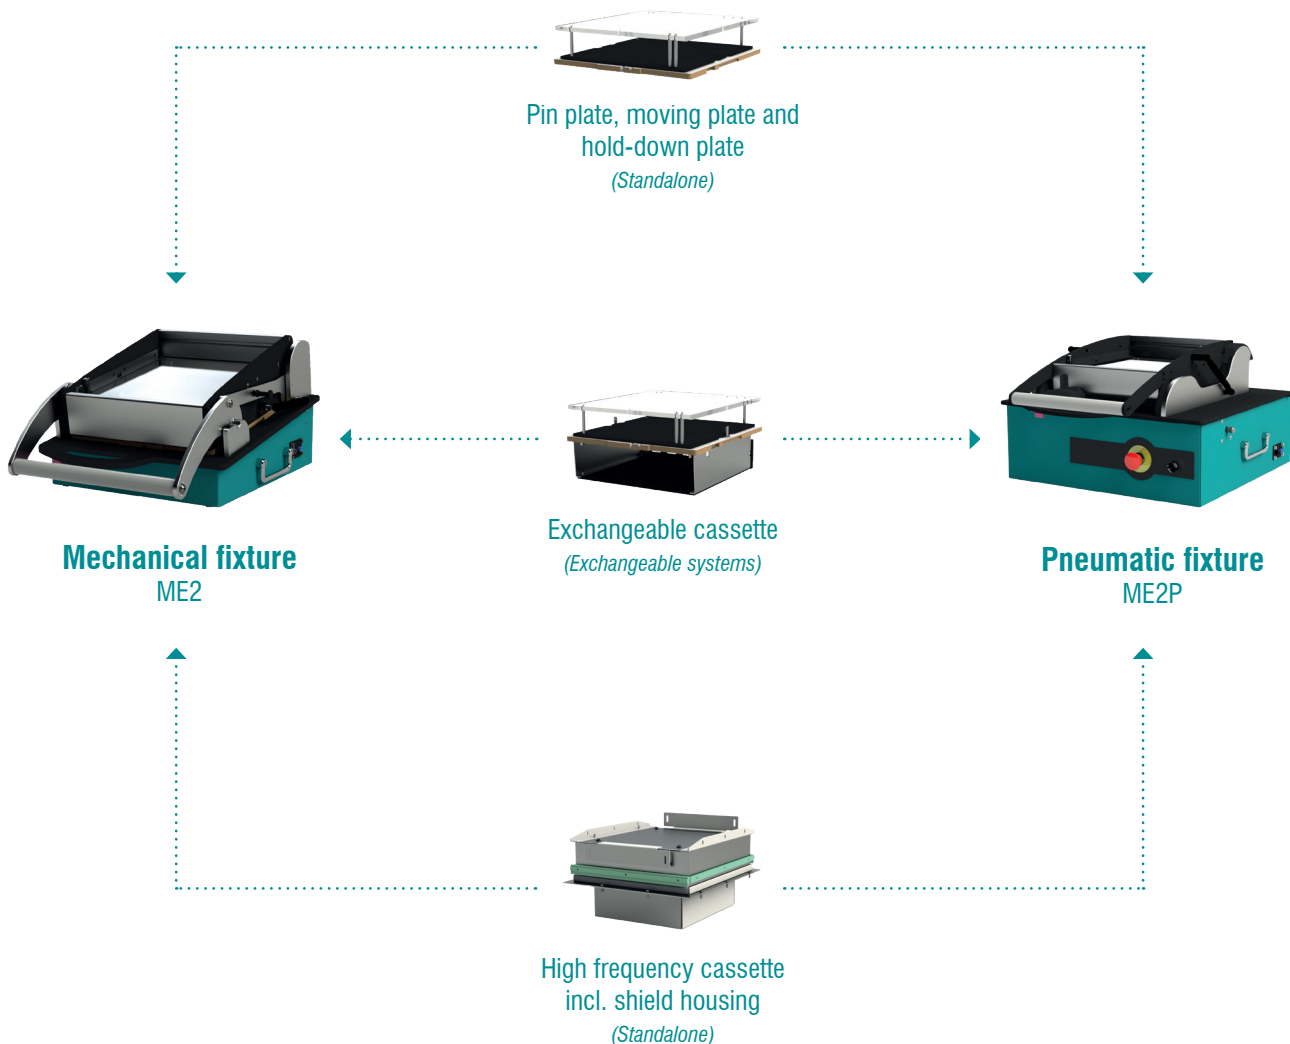 Pin plate, moving plate and
hold-down plate
(Standalone)
Mechanical fixture
ME2
Exchangeable cassette
(Exchangeable systems)
Pneumatic fixture
ME2P
High frequency cassette
incl. shield housing
(Standalone)